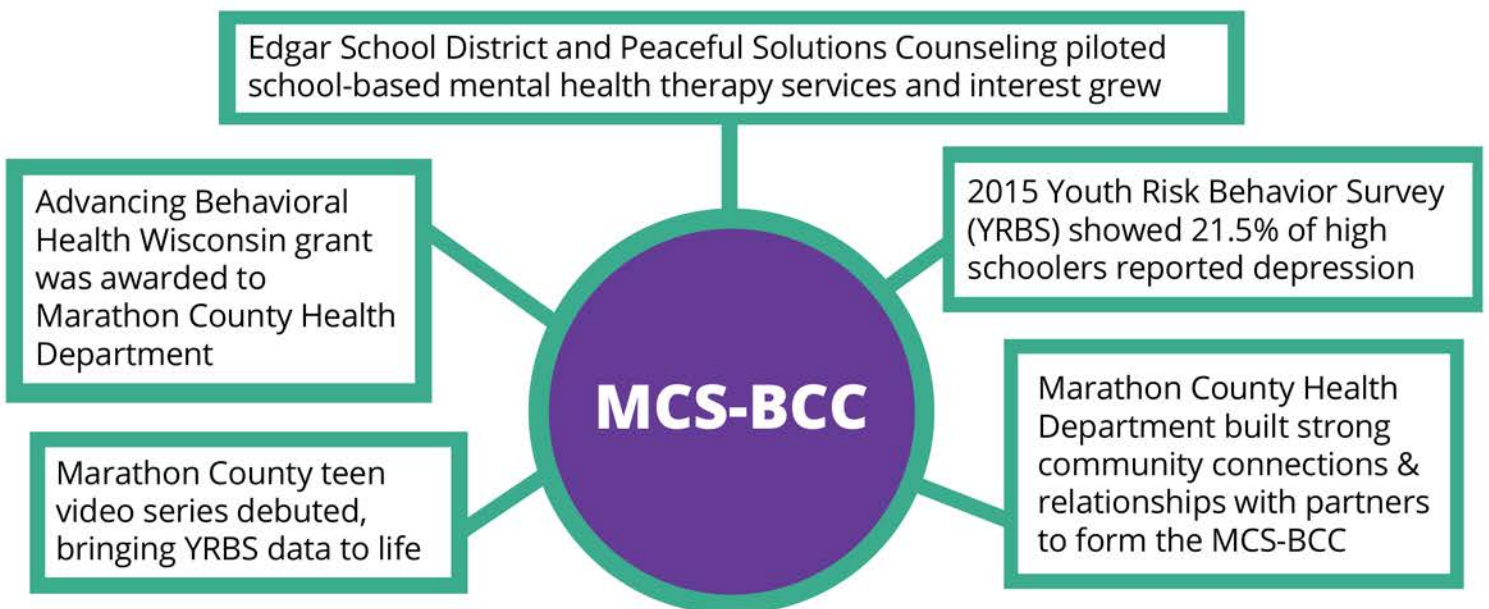 Edgar School District and Peaceful Solutions Counseling piloted
school-based mental health therapy services and interest grew
Advancing Behavioral
Health Wisconsin grant
was awarded to
Marathon County Health
Department
2015 Youth Risk Behavior Survey
(YRBS) showed 21.5% of high
schoolers reported depression
MCS-BCC
Marathon County teen
video series debuted,
bringing YRBS data to life
Marathon County Health
Department built strong
community connections &
relationships with partners
to form the MCS-BCC